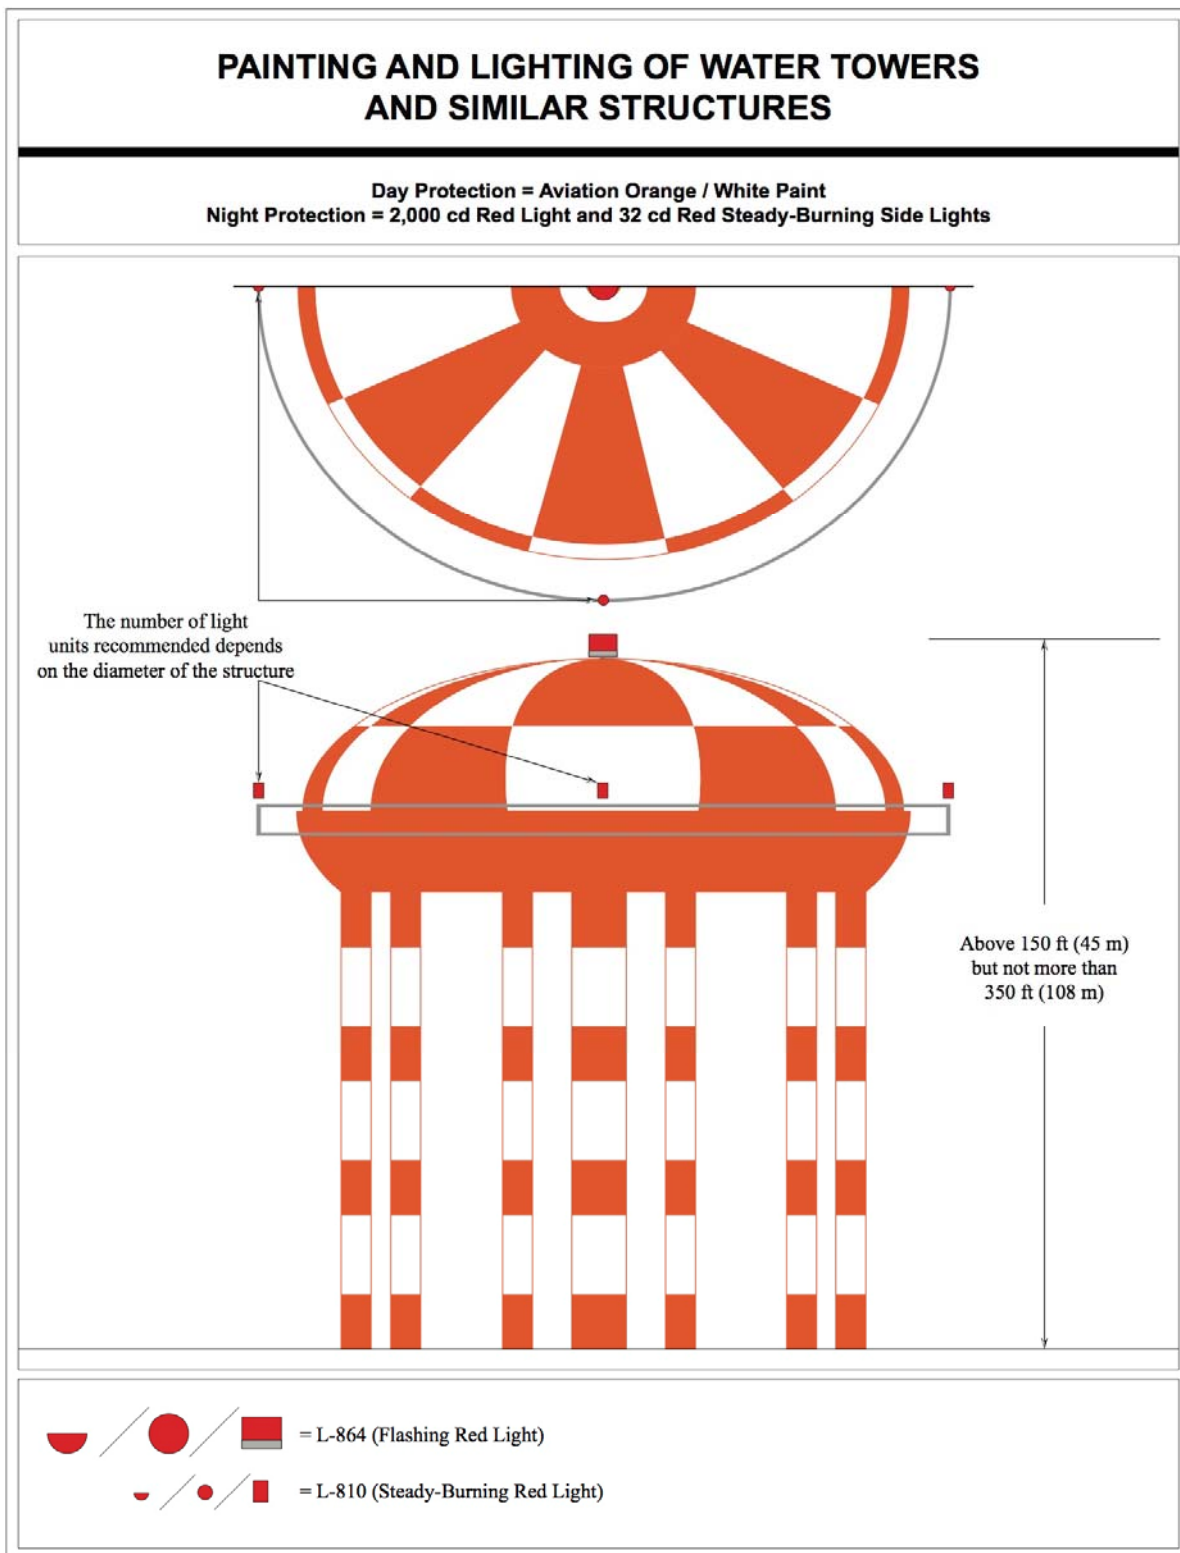 PAINTING AND LIGHTING OF WATER TOWERS
AND SIMILAR STRUCTURES
Day Protection = Aviation Orange / White Paint
Night Protection = 2,000 cd Red Light and 32 cd Red Steady-Burning Side Lights
The number of light
units recommended depends
on the diameter of the structure
Above 150 ft (45 m)
but not more than
350 ft (108 m)
= L-864 (Flashing Red Light)
= L-810 (Steady-Burning Red Light)